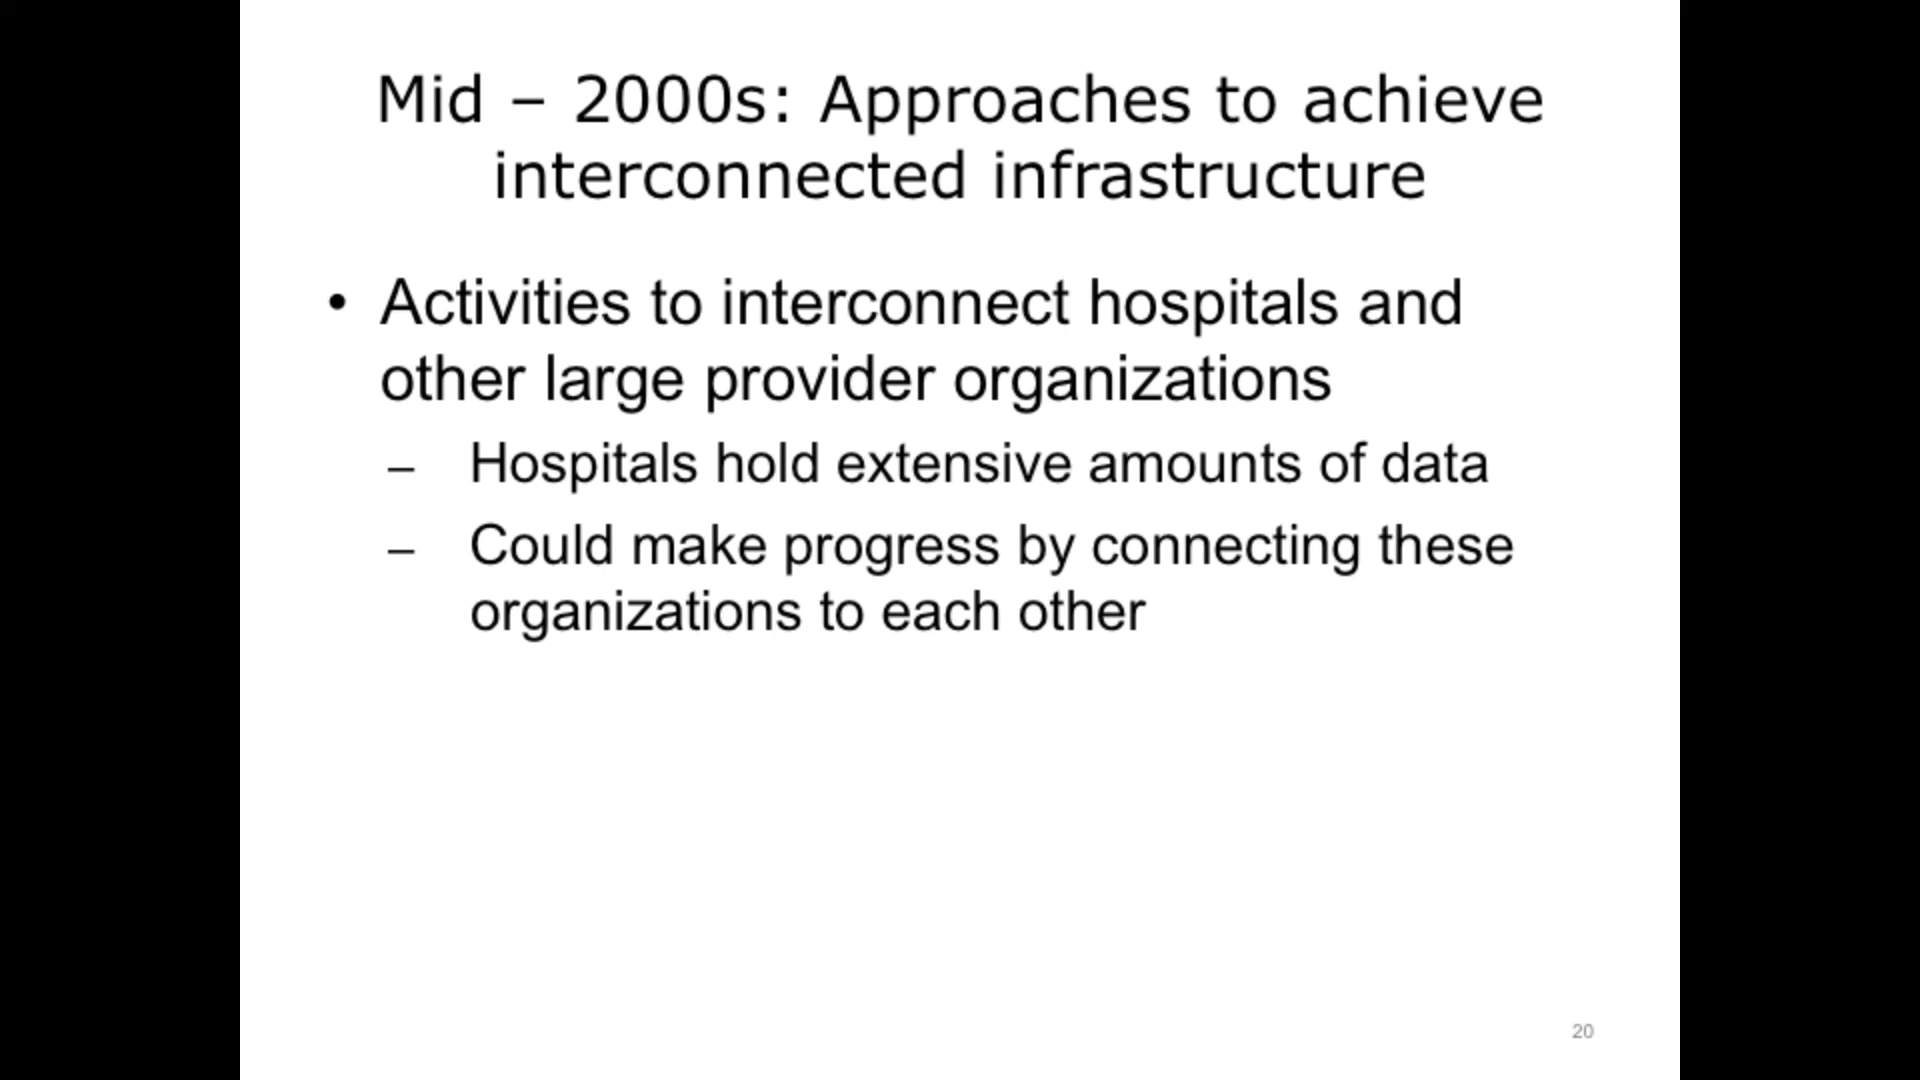 Mid – 2000s: Approaches to achieve
interconnected infrastructure
• Activities to interconnect hospitals and
other large provider organizations
– Hospitals hold extensive amounts of data
– Could make progress by connecting these
organizations to each other
20